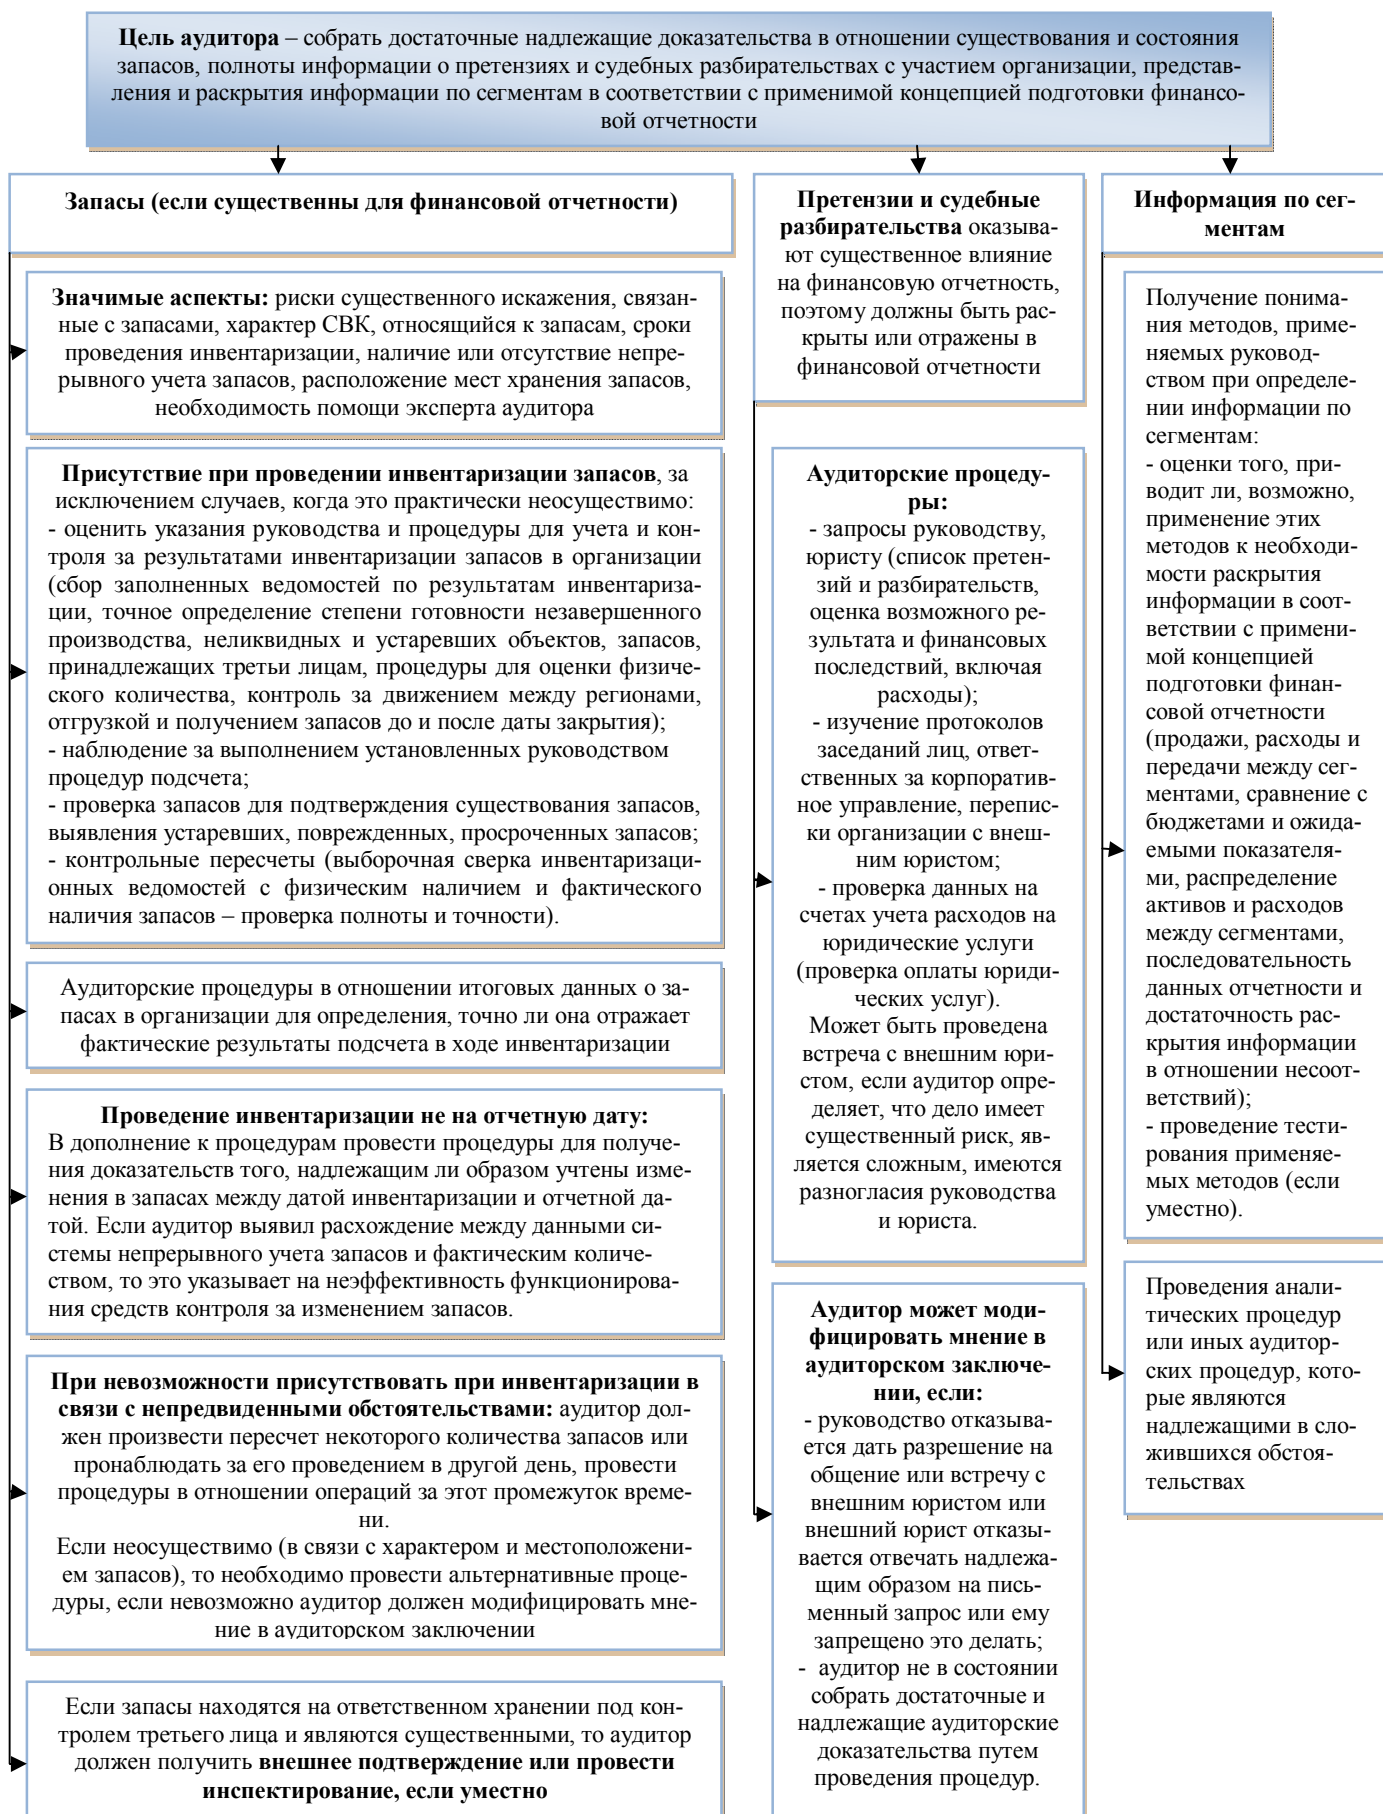 Цель аудитора – собрать достаточные надлежащие доказательства в отношении существования и состояния
запасов, полноты информации о претензиях и судебных разбирательствах с участием организации, представ-
ления и раскрытия информации по сегментам в соответствии с применимой концепцией подготовки финансо-
вой отчетности
Запасы (если существенны для финансовой отчетности)
Значимые аспекты: риски существенного искажения, связан-
ные с запасами, характер СВК, относящийся к запасам, сроки
проведения инвентаризации, наличие или отсутствие непре-
рывного учета запасов, расположение мест хранения запасов,
необходимость помощи эксперта аудитора
Присутствие при проведении инвентаризации запасов, за
исключением случаев, когда это практически неосуществимо:
- оценить указания руководства и процедуры для учета и кон-
троля за результатами инвентаризации запасов в организации
(сбор заполненных ведомостей по результатам инвентариза-
ции, точное определение степени готовности незавершенного
производства, неликвидных и устаревших объектов, запасов,
принадлежащих третьи лицам, процедуры для оценки физиче-
ского количества, контроль за движением между регионами,
отгрузкой и получением запасов до и после даты закрытия);
- наблюдение за выполнением установленных руководством
процедур подсчета;
- проверка запасов для подтверждения существования запасов,
выявления устаревших, поврежденных, просроченных запасов;
- контрольные пересчеты (выборочная сверка инвентаризаци-
онных ведомостей с физическим наличием и фактического
наличия запасов – проверка полноты и точности).
Аудиторские процедуры в отношении итоговых данных о за-
пасах в организации для определения, точно ли она отражает
фактические результаты подсчета в ходе инвентаризации
Проведение инвентаризации не на отчетную дату:
В дополнение к процедурам провести процедуры для получе-
ния доказательств того, надлежащим ли образом учтены изме-
нения в запасах между датой инвентаризации и отчетной да-
той. Если аудитор выявил расхождение между данными си-
стемы непрерывного учета запасов и фактическим количе-
ством, то это указывает на неэффективность функционирова-
ния средств контроля за изменением запасов.
При невозможности присутствовать при инвентаризации в
связи с непредвиденными обстоятельствами: аудитор дол-
жен произвести пересчет некоторого количества запасов или
пронаблюдать за его проведением в другой день, провести
процедуры в отношении операций за этот промежуток време-
ни.
Если неосуществимо (в связи с характером и местоположени-
ем запасов), то необходимо провести альтернативные проце-
дуры, если невозможно аудитор должен модифицировать мне-
ние в аудиторском заключении
Если запасы находятся на ответственном хранении под кон-
тролем третьего лица и являются существенными, то аудитор
должен получить внешнее подтверждение или провести
инспектирование, если уместно
Претензии и судебные
разбирательства оказыва-
ют существенное влияние
на финансовую отчетность,
поэтому должны быть рас-
крыты или отражены в
финансовой отчетности
Аудиторские процеду-
ры:
- запросы руководству,
юристу (список претен-
зий и разбирательств,
оценка возможного ре-
зультата и финансовых
последствий, включая
расходы);
- изучение протоколов
заседаний лиц, ответ-
ственных за корпоратив-
ное управление, перепис-
ки организации с внеш-
ним юристом;
- проверка данных на
счетах учета расходов на
юридические услуги
(проверка оплаты юриди-
ческих услуг).
Может быть проведена
встреча с внешним юри-
стом, если аудитор опре-
деляет, что дело имеет
существенный риск, яв-
ляется сложным, имеются
разногласия руководства
и юриста.
Аудитор может моди-
фицировать мнение в
аудиторском заключе-
нии, если:
- руководство отказыва-
ется дать разрешение на
общение или встречу с
внешним юристом или
внешний юрист отказы-
вается отвечать надлежа-
щим образом на пись-
менный запрос или ему
запрещено это делать;
- аудитор не в состоянии
собрать достаточные и
надлежащие аудиторские
доказательства путем
проведения процедур.
Информация по сег-
ментам
Получение понима-
ния методов, приме-
няемых руковод-
ством при определе-
нии информации по
сегментам:
- оценки того, при-
водит ли, возможно,
применение этих
методов к необходи-
мости раскрытия
информации в соот-
ветствии с примени-
мой концепцией
подготовки финан-
совой отчетности
(продажи, расходы и
передачи между сег-
ментами, сравнение с
бюджетами и ожида-
емыми показателя-
ми, распределение
активов и расходов
между сегментами,
последовательность
данных отчетности и
достаточность рас-
крытия информации
в отношении несоот-
ветствий);
- проведение тести-
рования применяе-
мых методов (если
уместно).
Проведения анали-
тических процедур
или иных аудитор-
ских процедур, кото-
рые являются
надлежащими в сло-
жившихся обстоя-
тельствах